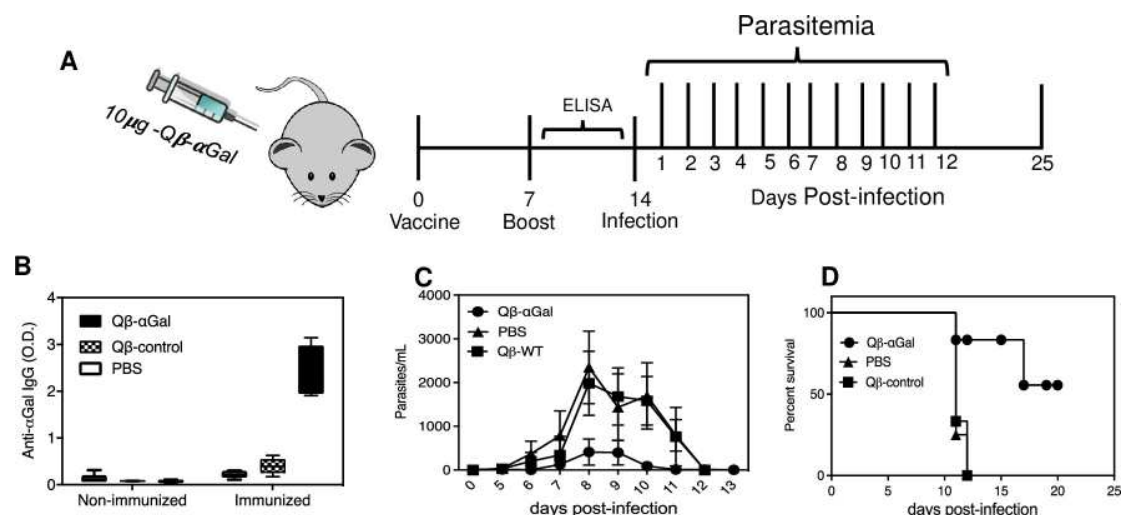 A
10µg -Qβ-αGal
Parasitemia
ELISA
0
Vaccine
7
Boost
14
Infection
1 2 3 4 5 6 7 8 9 10 11 12 25
Days Post-infection
B
Anti-αGal IgG (O.D.)
4
3
2
1
0
Qβ-αGal
Qβ-control
PBS
Non-immunized Immunized
C
Parasites/mL
4000
3000
2000
1000
0
Qβ-αGal
PBS
Qβ-WT
0 5 6 7 8 9 10 11 12 13
days post-infection
D
Percent survival
100
50
0
Qβ-αGal
PBS
Qβ-control
0 5 10 15 20 25
days post-infection